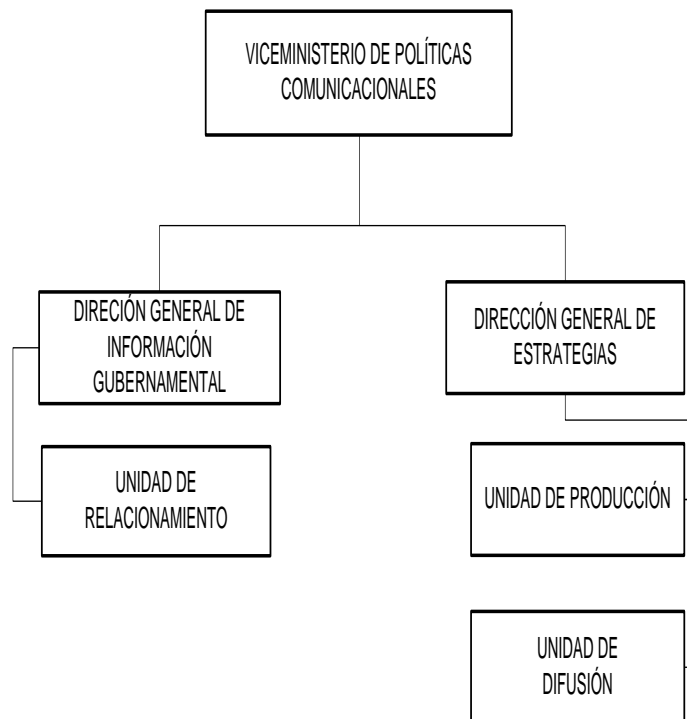 VICEMINISTERIO DE POLÍTICAS
COMUNICACIONALES
DIRECIÓN GENERAL DE
INFORMACIÓN
GUBERNAMENTAL
DIRECCIÓN GENERAL DE
ESTRATEGIAS
UNIDAD DE
RELACIONAMIENTO
UNIDAD DE PRODUCCIÓN
UNIDAD DE
DIFUSIÓN